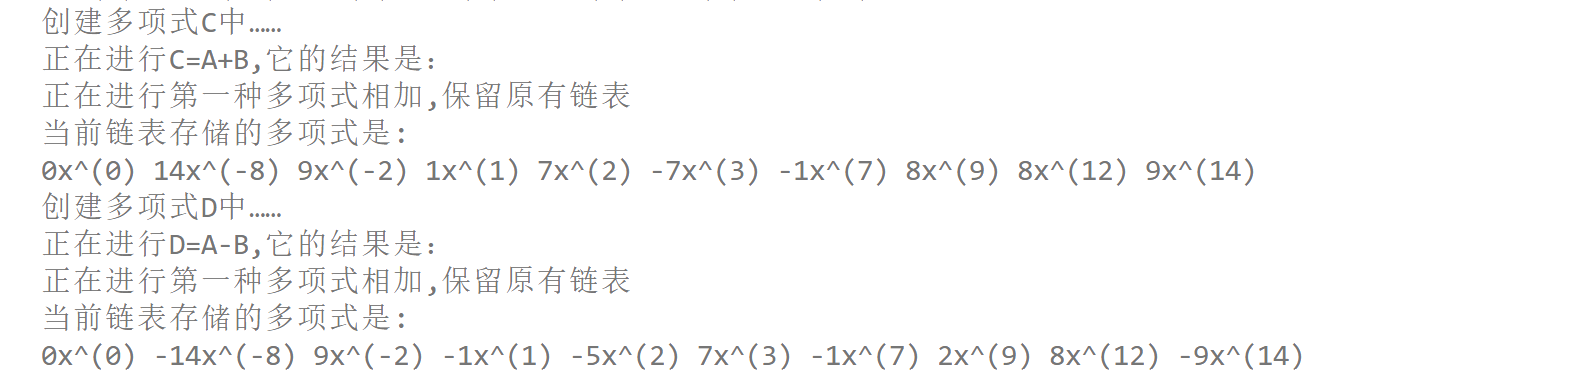 创建多项式C中……
正在进行C=A+B,它的结果是：
正在进行第一种多项式相加,保留原有链表
当前链表存储的多项式是:
0x^(0) 14x^(-8) 9x^(-2) 1x^(1) 7x^(2) -7x^(3) -1x^(7) 8x^(9) 8x^(12) 9x^(14)
创建多项式D中……
正在进行D=A-B,它的结果是：
正在进行第一种多项式相加,保留原有链表
当前链表存储的多项式是:
0x^(0) -14x^(-8) 9x^(-2) -1x^(1) -5x^(2) 7x^(3) -1x^(7) 2x^(9) 8x^(12) -9x^(14)